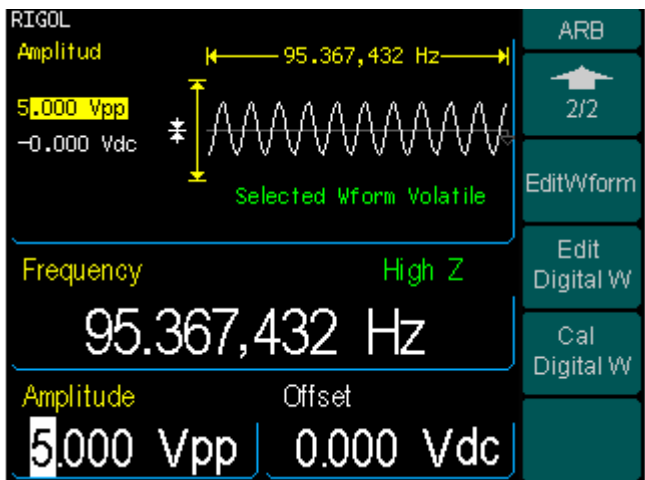 RIGOL
Amplitud
95.367,432 Hz
5.000 Vpp
-0.000 Vdc
Selected Wform Volatile
Frequency
High Z
95.367,432 Hz
Amplitude
Offset
5.000 Vpp
0.000 Vdc
ARB
2/2
EditWform
Edit
Digital W
Cal
Digital W